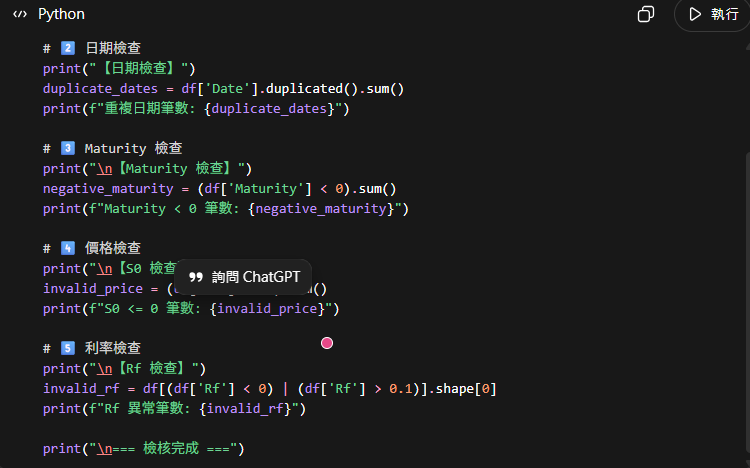 Python
執行
# 2️⃣ 日期檢查
print("【日期檢查】")
duplicate_dates = df['Date'].duplicated().sum()
print(f"重複日期筆數: {duplicate_dates}")
# 3️⃣ Maturity 檢查
print("\n【Maturity 檢查】")
negative_maturity = (df['Maturity'] < 0).sum()
print(f"Maturity < 0 筆數: {negative_maturity}")
# 4️⃣ 價格檢查
print("\n【S0 檢查
詢問 ChatGPT
invalid_price = (
()
print(f"S0 <= 0 筆數: {invalid_price}")
# 5️⃣ 利率檢查
print("\n【Rf 檢查】")
invalid_rf = df[(df['Rf'] < 0) | (df['Rf'] > 0.1)].shape[0]
print(f"Rf 異常筆數: {invalid_rf}")
print("\n=== 檢核完成 ===")